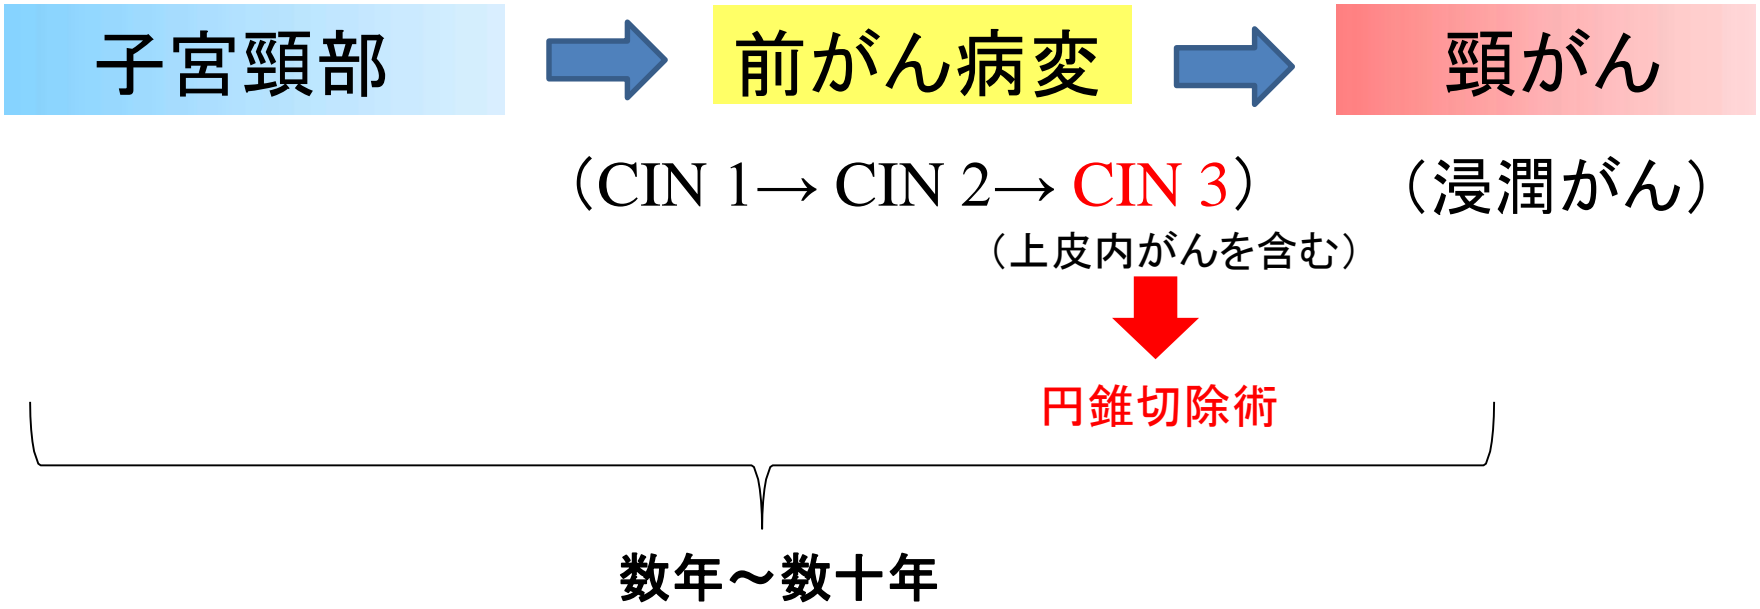 子宮頸部 前がん病変 頸がん
（CIN 1→ CIN 2→ CIN 3） （浸潤がん）
（上皮内がんを含む）
円錐切除術
数年～数十年